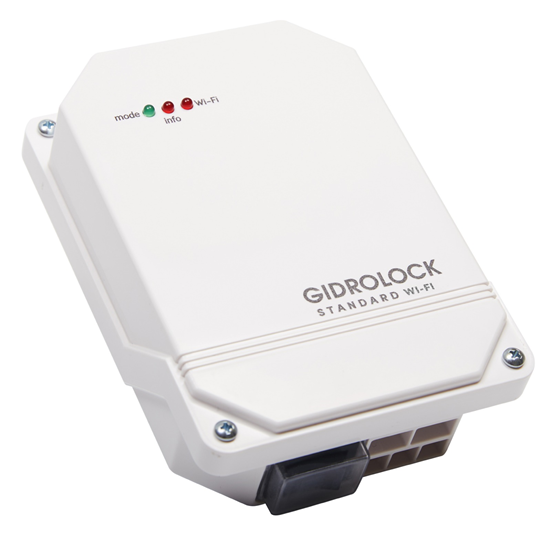 mode
info
Wi-Fi
GIDROLOCK
STANDARD WI-FI